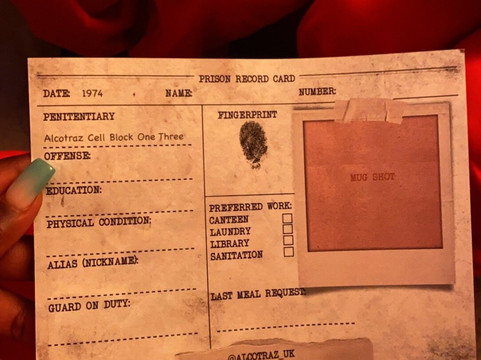 PRISON RECORD CARD
DATE: 1974 NAME: NUMBER:
PENITENTIARY
Alcotraz Cell Block One Three
OFFENSE:
EDUCATION:
PHYSICAL CONDITION:
ALIAS (NICKNAME):
GUARD ON DUTY:
FINGERPRINT
PREFERRED WORK:
CANTEEN
LAUNDRY
LIBRARY
SANITATION
LAST MEAL REQUEST:
MUG SHOT
@ALCOTRAZ_UK